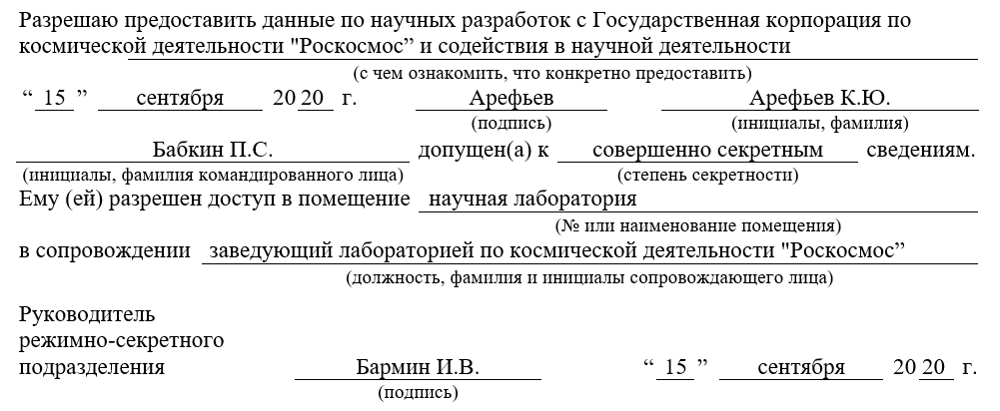 Разрешаю предоставить данные по научных разработок с Государственная корпорация по
космической деятельности "Роскосмос” и содействия в научной деятельности
(с чем ознакомить, что конкретно предоставить)
“ 15 ” сентября 20 20 г. Арефьев Арефьев К.Ю.
(подпись) (инициалы, фамилия)
Бабкин П.С. допущен(а) к совершенно секретным сведениям.
(инициалы, фамилия командированного лица) (степень секретности)
Ему (ей) разрешен доступ в помещение научная лаборатория
(№ или наименование помещения)
в сопровождении заведующий лабораторией по космической деятельности "Роскосмос”
(должность, фамилия и инициалы сопровождающего лица)
Руководитель
режимно-секретного
подразделения Бармин И.В. “ 15 ” сентября 20 20 г.
(подпись)